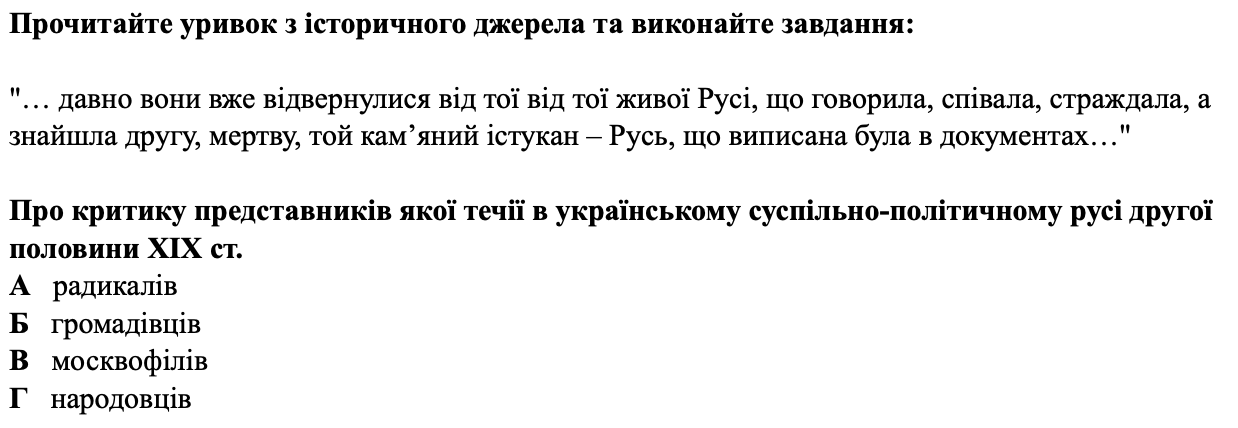 Прочитайте уривок з історичного джерела та виконайте завдання:
"… давно вони вже відвернулися від тої від тої живої Русі, що говорила, співала, страждала, а
знайшла другу, мертву, той кам’яний істукан – Русь, що виписана була в документах…"
Про критику представників якої течії в українському суспільно-політичному русі другої
половини XIX ст.
А радикалів
Б громадівців
В москвофілів
Г народовців